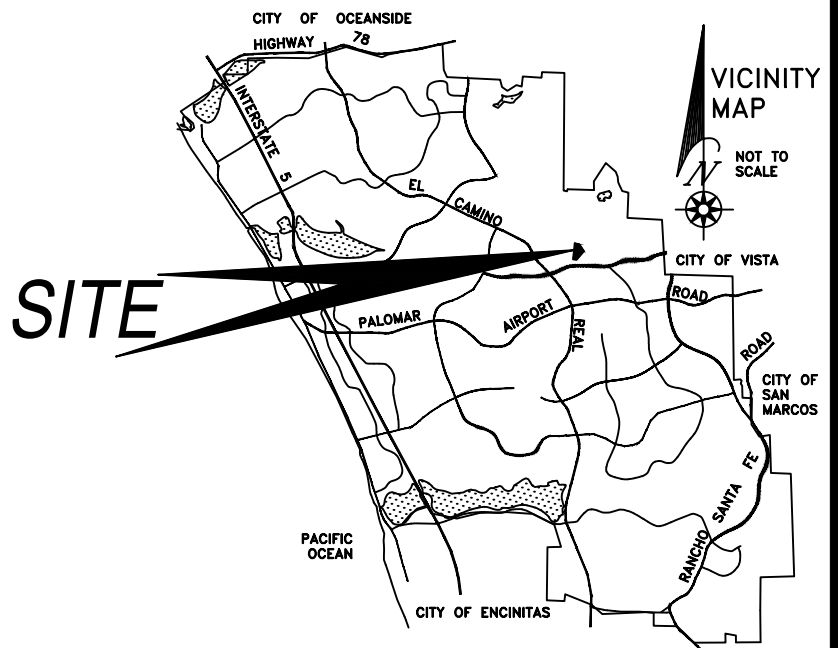 CITY OF OCEANSIDE
HIGHWAY 78
VICINITY
MAP
INTERSTATE 5
NOT TO
SCALE
N
EL CAMINO REAL
CITY OF VISTA
SITE
PALOMAR AIRPORT ROAD
ROAD
CITY OF
SAN
MARCOS
RANCHO SANTA FE
PACIFIC
OCEAN
CITY OF ENCINITAS